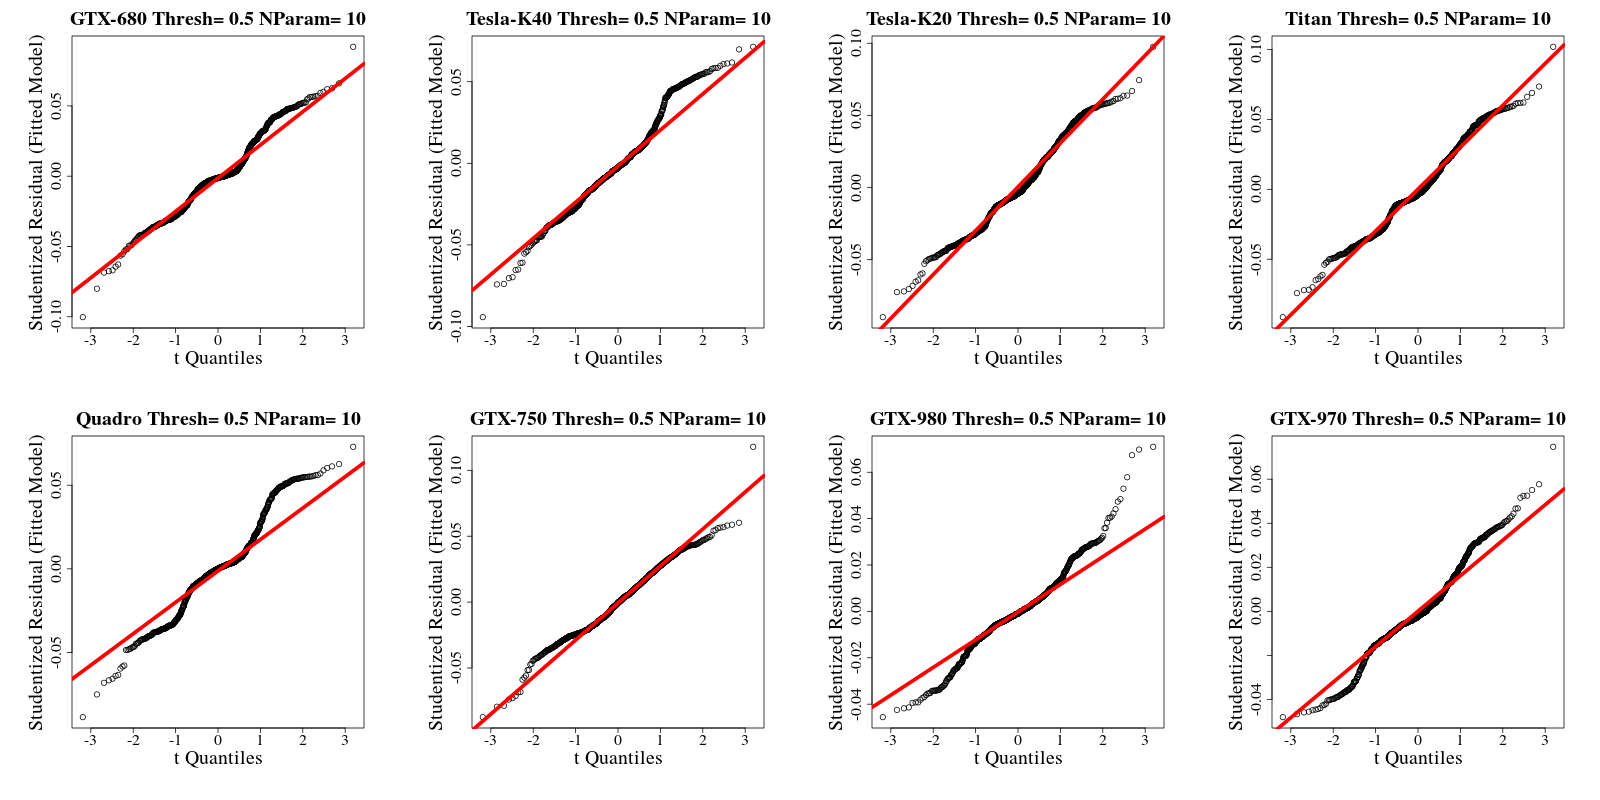 GTX-680 Thresh= 0.5 NParam= 10
Studentized Residual (Fitted Model)
-0.10 -0.05 0.00 0.05
-3 -2 -1 0 1 2 3
t Quantiles
Tesla-K40 Thresh= 0.5 NParam= 10
Studentized Residual (Fitted Model)
-0.10 -0.05 0.00 0.05
-3 -2 -1 0 1 2 3
t Quantiles
Tesla-K20 Thresh= 0.5 NParam= 10
Studentized Residual (Fitted Model)
-0.05 0.00 0.05 0.10
-3 -2 -1 0 1 2 3
t Quantiles
Titan Thresh= 0.5 NParam= 10
Studentized Residual (Fitted Model)
-0.05 0.00 0.05 0.10
-3 -2 -1 0 1 2 3
t Quantiles
Quadro Thresh= 0.5 NParam= 10
Studentized Residual (Fitted Model)
-0.05 0.00 0.05
-3 -2 -1 0 1 2 3
t Quantiles
GTX-750 Thresh= 0.5 NParam= 10
Studentized Residual (Fitted Model)
-0.05 0.00 0.05 0.10
-3 -2 -1 0 1 2 3
t Quantiles
GTX-980 Thresh= 0.5 NParam= 10
Studentized Residual (Fitted Model)
-0.04 -0.02 0.00 0.02 0.04 0.06
-3 -2 -1 0 1 2 3
t Quantiles
GTX-970 Thresh= 0.5 NParam= 10
Studentized Residual (Fitted Model)
-0.04 0.00 0.02 0.04 0.06
-3 -2 -1 0 1 2 3
t Quantiles